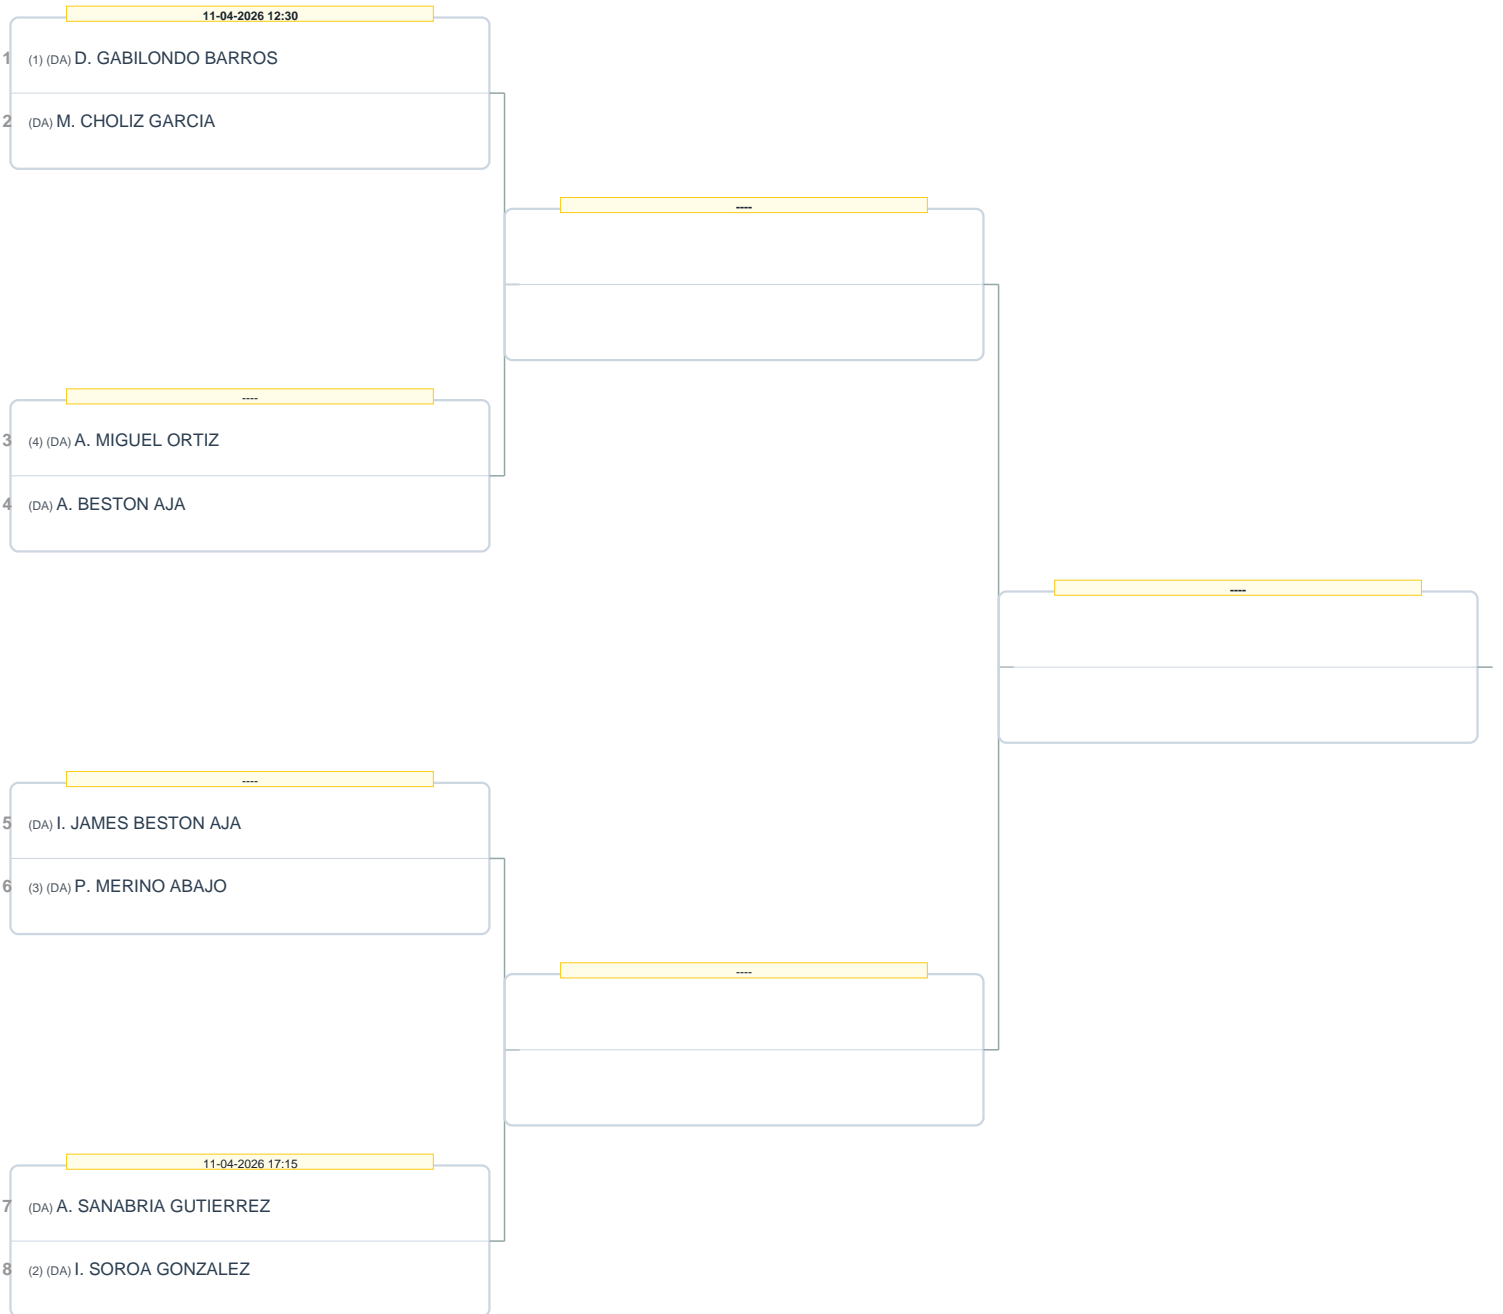 11-04-2026 12:30
1 (1) (DA) D. GABILONDO BARROS
2 (DA) M. CHOLIZ GARCIA
----
----
3 (4) (DA) A. MIGUEL ORTIZ
4 (DA) A. BESTON AJA
----
----
5 (DA) I. JAMES BESTON AJA
6 (3) (DA) P. MERINO ABAJO
----
11-04-2026 17:15
7 (DA) A. SANABRIA GUTIERREZ
8 (2) (DA) I. SOROA GONZALEZ